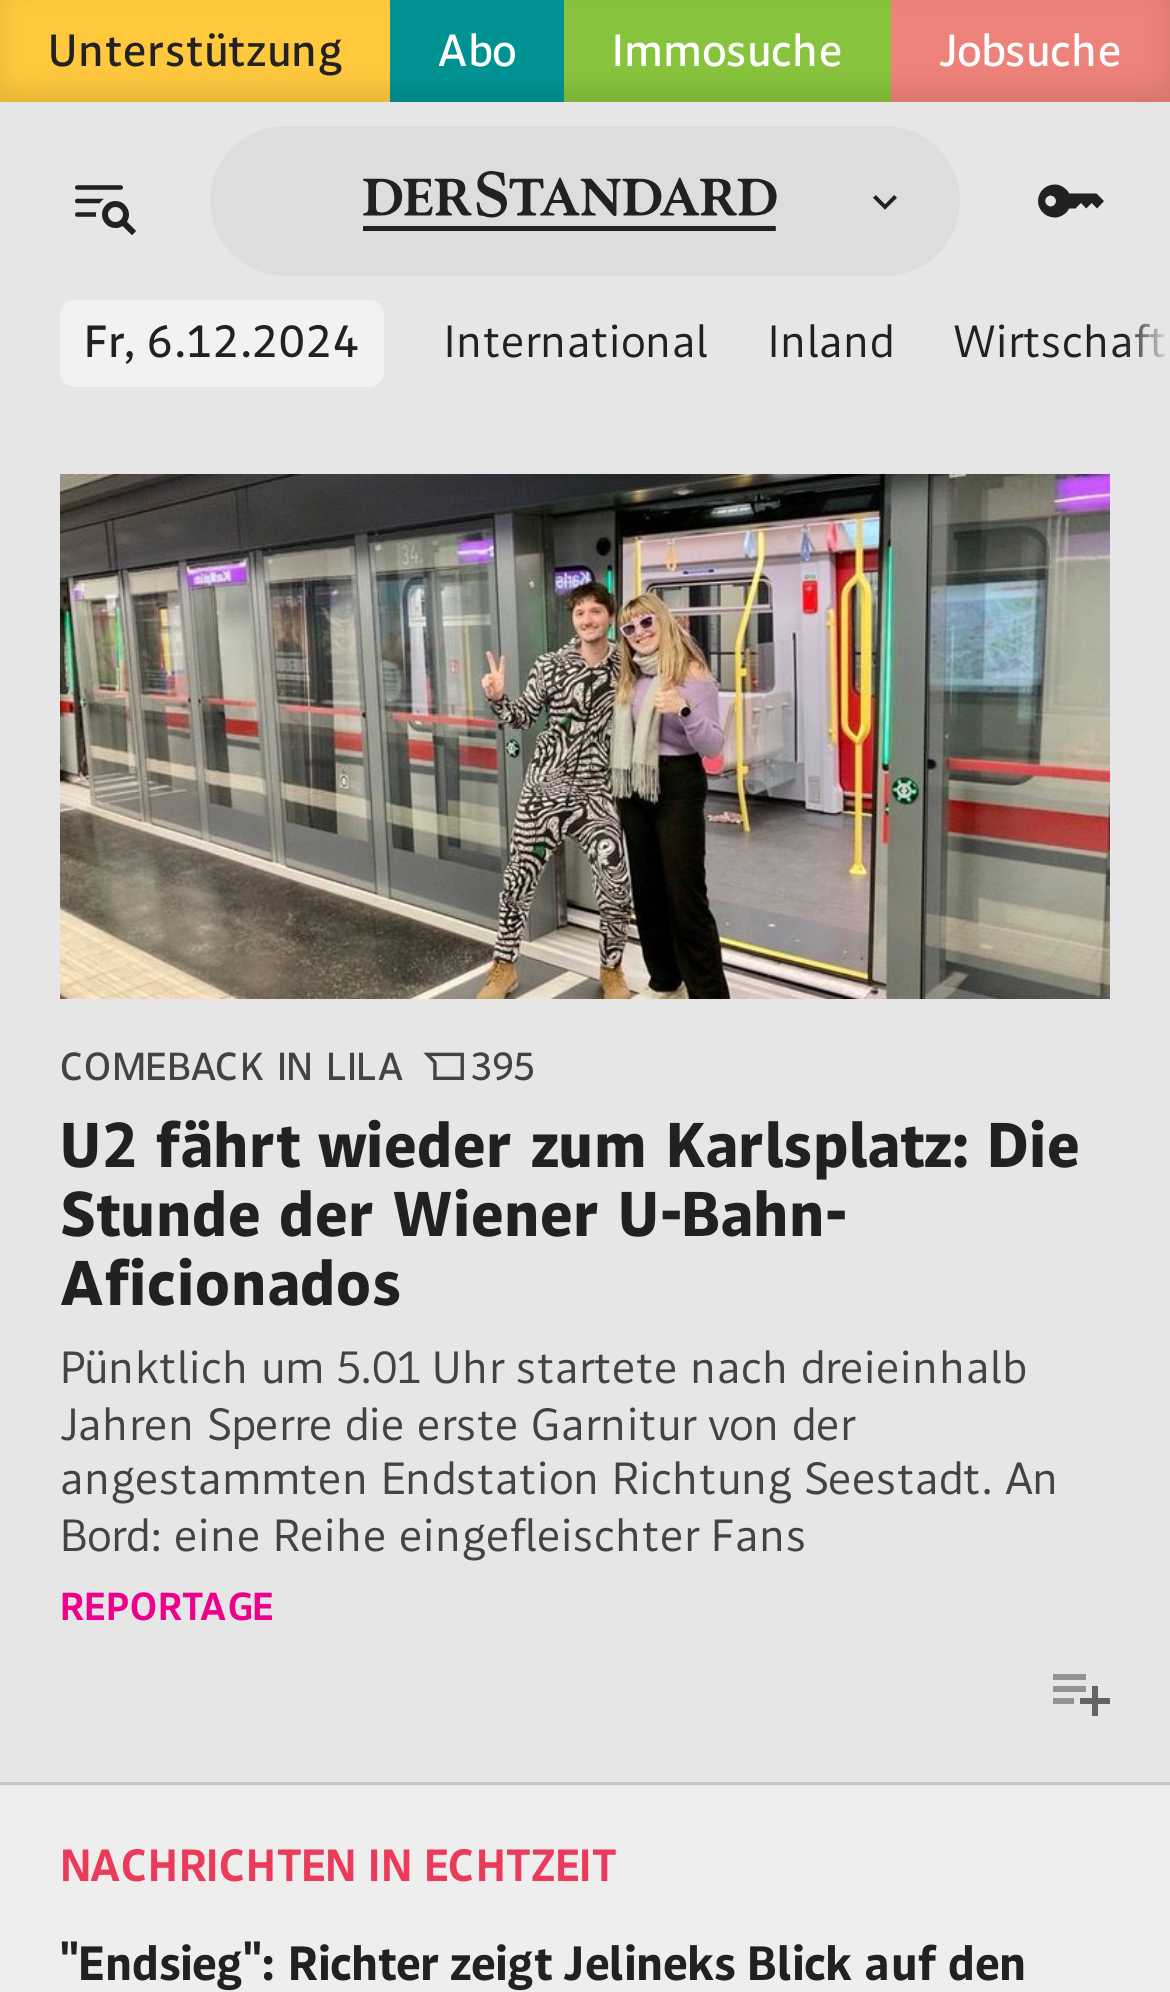 Unterstützung Abo Immosuche Jobsuche
DERSTANDARD
Fr, 6.12.2024 International Inland Wirtschaft
34
COMEBACK IN LILA 395
U2 fährt wieder zum Karlsplatz: Die
Stunde der Wiener U-Bahn-
Aficionados
Pünktlich um 5.01 Uhr startete nach dreieinhalb
Jahren Sperre die erste Garnitur von der
angestammten Endstation Richtung Seestadt. An
Bord: eine Reihe eingefleischter Fans
REPORTAGE
NACHRICHTEN IN ECHTZEIT
"Endsieg": Richter zeigt Jelineks Blick auf den